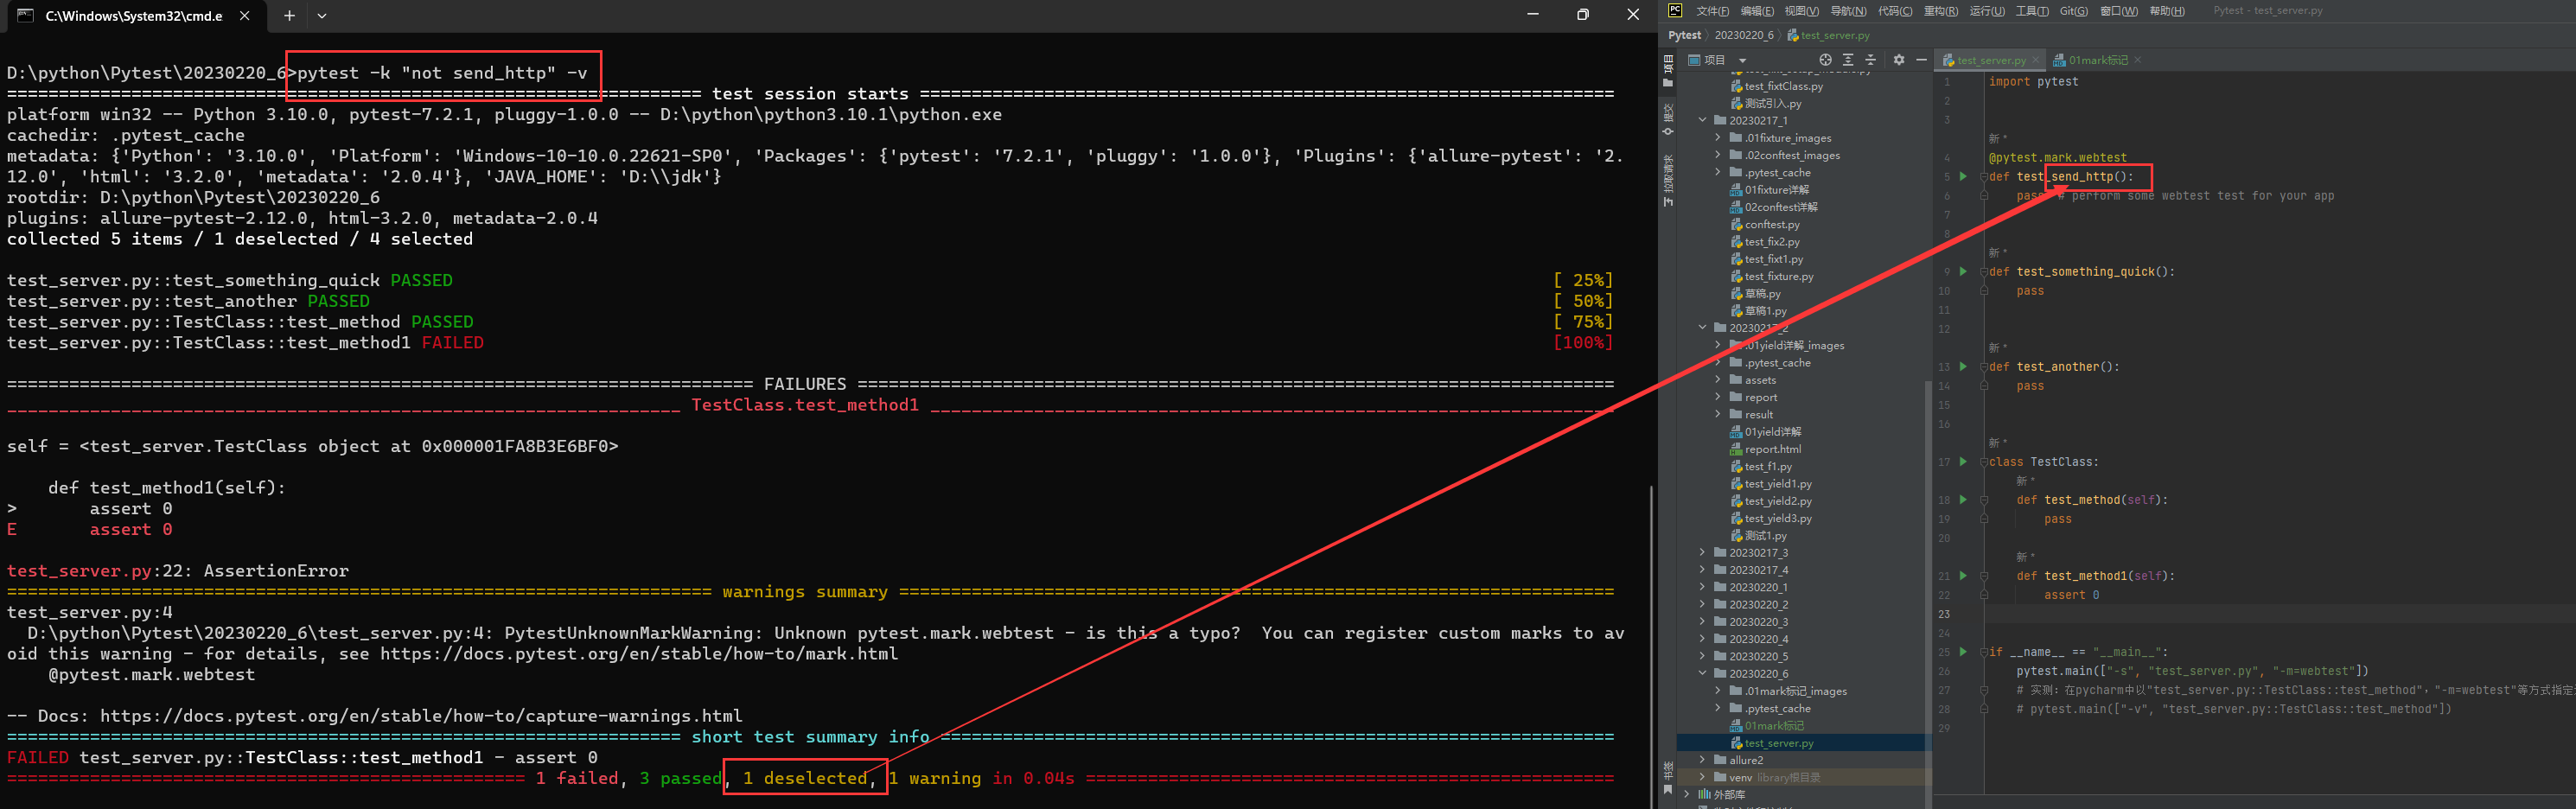 C:\Windows\System32\cmd.e
D:\python\Pytest\20230220_6>pytest -k "not send_http" -v
=================================================================== test session starts ===================================================================
platform win32 -- Python 3.10.0, pytest-7.2.1, pluggy-1.0.0 -- D:\python\python3.10.1\python.exe
cachedir: .pytest_cache
metadata: {'Python': '3.10.0', 'Platform': 'Windows-10-10.0.22621-SP0', 'Packages': {'pytest': '7.2.1', 'pluggy': '1.0.0'}, 'Plugins': {'allure-pytest': '2.
12.0', 'html': '3.2.0', 'metadata': '2.0.4'}, 'JAVA_HOME': 'D:\\jdk'}
rootdir: D:\python\Pytest\20230220_6
plugins: allure-pytest-2.12.0, html-3.2.0, metadata-2.0.4
collected 5 items / 1 deselected / 4 selected
test_server.py::test_something_quick PASSED [ 25%]
test_server.py::test_another PASSED [ 50%]
test_server.py::TestClass::test_method PASSED [ 75%]
test_server.py::TestClass::test_method1 FAILED [100%]
======================================================================== FAILURES =========================================================================
_________________________________________________________________ TestClass.test_method1 __________________________________________________________________
self = <test_server.TestClass object at 0x000001FA8B3E6BF0>
def test_method1(self):
> assert 0
E assert 0
test_server.py:22: AssertionError
==================================================================== warnings summary =====================================================================
test_server.py:4
D:\python\Pytest\20230220_6\test_server.py:4: PytestUnknownMarkWarning: Unknown pytest.mark.webtest - is this a typo?  You can register custom marks to av
oid this warning - for details, see https://docs.pytest.org/en/stable/how-to/mark.html
@pytest.mark.webtest
-- Docs: https://docs.pytest.org/en/stable/how-to/capture-warnings.html
================================================================= short test summary info =================================================================
FAILED test_server.py::TestClass::test_method1 - assert 0
================================================== 1 failed, 3 passed, 1 deselected, 1 warning in 0.04s ===================================================
PC 文件(F) 编辑(E) 视图(V) 导航(N) 代码(C) 重构(R) 运行(U) 工具(T) Git(G) 窗口(W) 帮助(H) Pytest - test_server.py
Pytest 20230220_6 test_server.py
项目
提交
拉取请求
书签
项目
test_fixtClass.py
测试引入.py
20230217_1
.01fixture_images
.02conftest_images
.pytest_cache
01fixture详解
02conftest详解
conftest.py
test_fix2.py
test_fixt1.py
test_fixture.py
草稿.py
草稿1.py
20230217_2
.01yield详解_images
.pytest_cache
assets
report
result
01yield详解
report.html
test_f1.py
test_yield1.py
test_yield2.py
test_yield3.py
测试1.py
20230217_3
20230217_4
20230220_1
20230220_2
20230220_3
20230220_4
20230220_5
20230220_6
.01mark标记_images
.pytest_cache
01mark标记
test_server.py
allure2
venv library根目录
外部库
test_server.py 01mark标记
1 import pytest
2
3
新 *
4 @pytest.mark.webtest
5 def test_send_http():
6 pass # perform some webtest test for your app
7
8
新 *
9 def test_something_quick():
10 pass
11
12
新 *
13 def test_another():
14 pass
15
16
新 *
17 class TestClass:
新 *
18 def test_method(self):
19 pass
20
新 *
21 def test_method1(self):
22 assert 0
23
24
25 if __name__ == "__main__":
26 pytest.main(["-s", "test_server.py", "-m=webtest"])
27 # 实测：在pycharm中以"test_server.py::TestClass::test_method"，"-m=webtest"等方式指定
28 # pytest.main(["-v", "test_server.py::TestClass::test_method"])
29